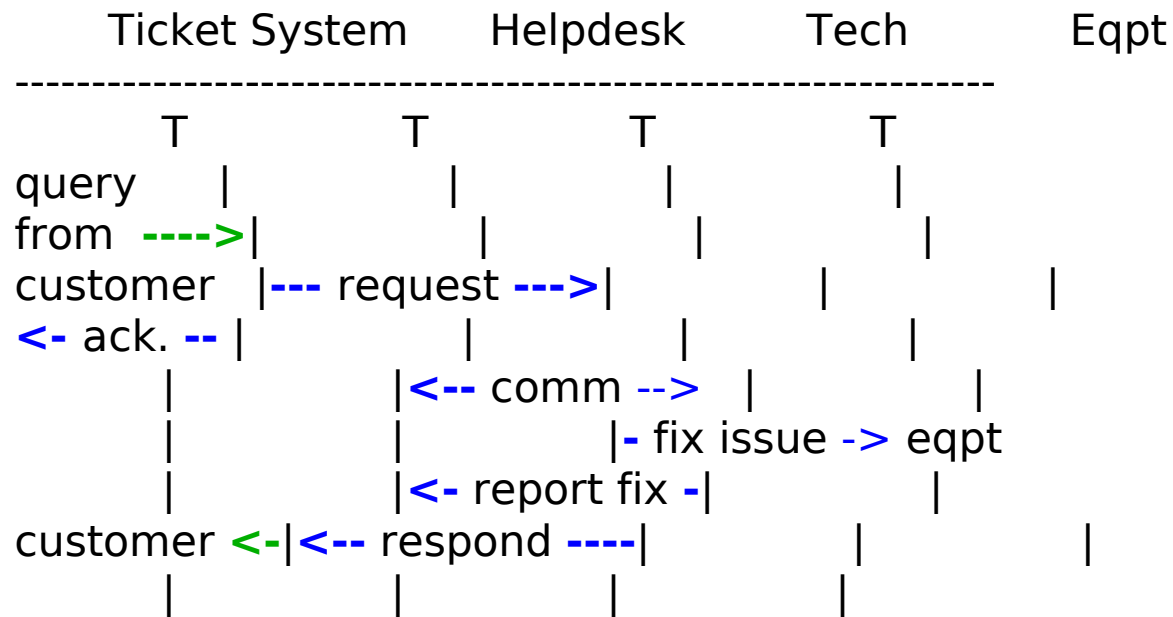 Ticket System Helpdesk Tech Eqpt
-----------------------------------------------------------------
T T T T
query | | | |
from ---->| | | |
customer |--- request --->| | |
<- ack. -- | | | |
| |<-- comm --> | |
| | |- fix issue -> eqpt
| |<- report fix -| |
customer <-|<-- respond ----| | |
| | | |